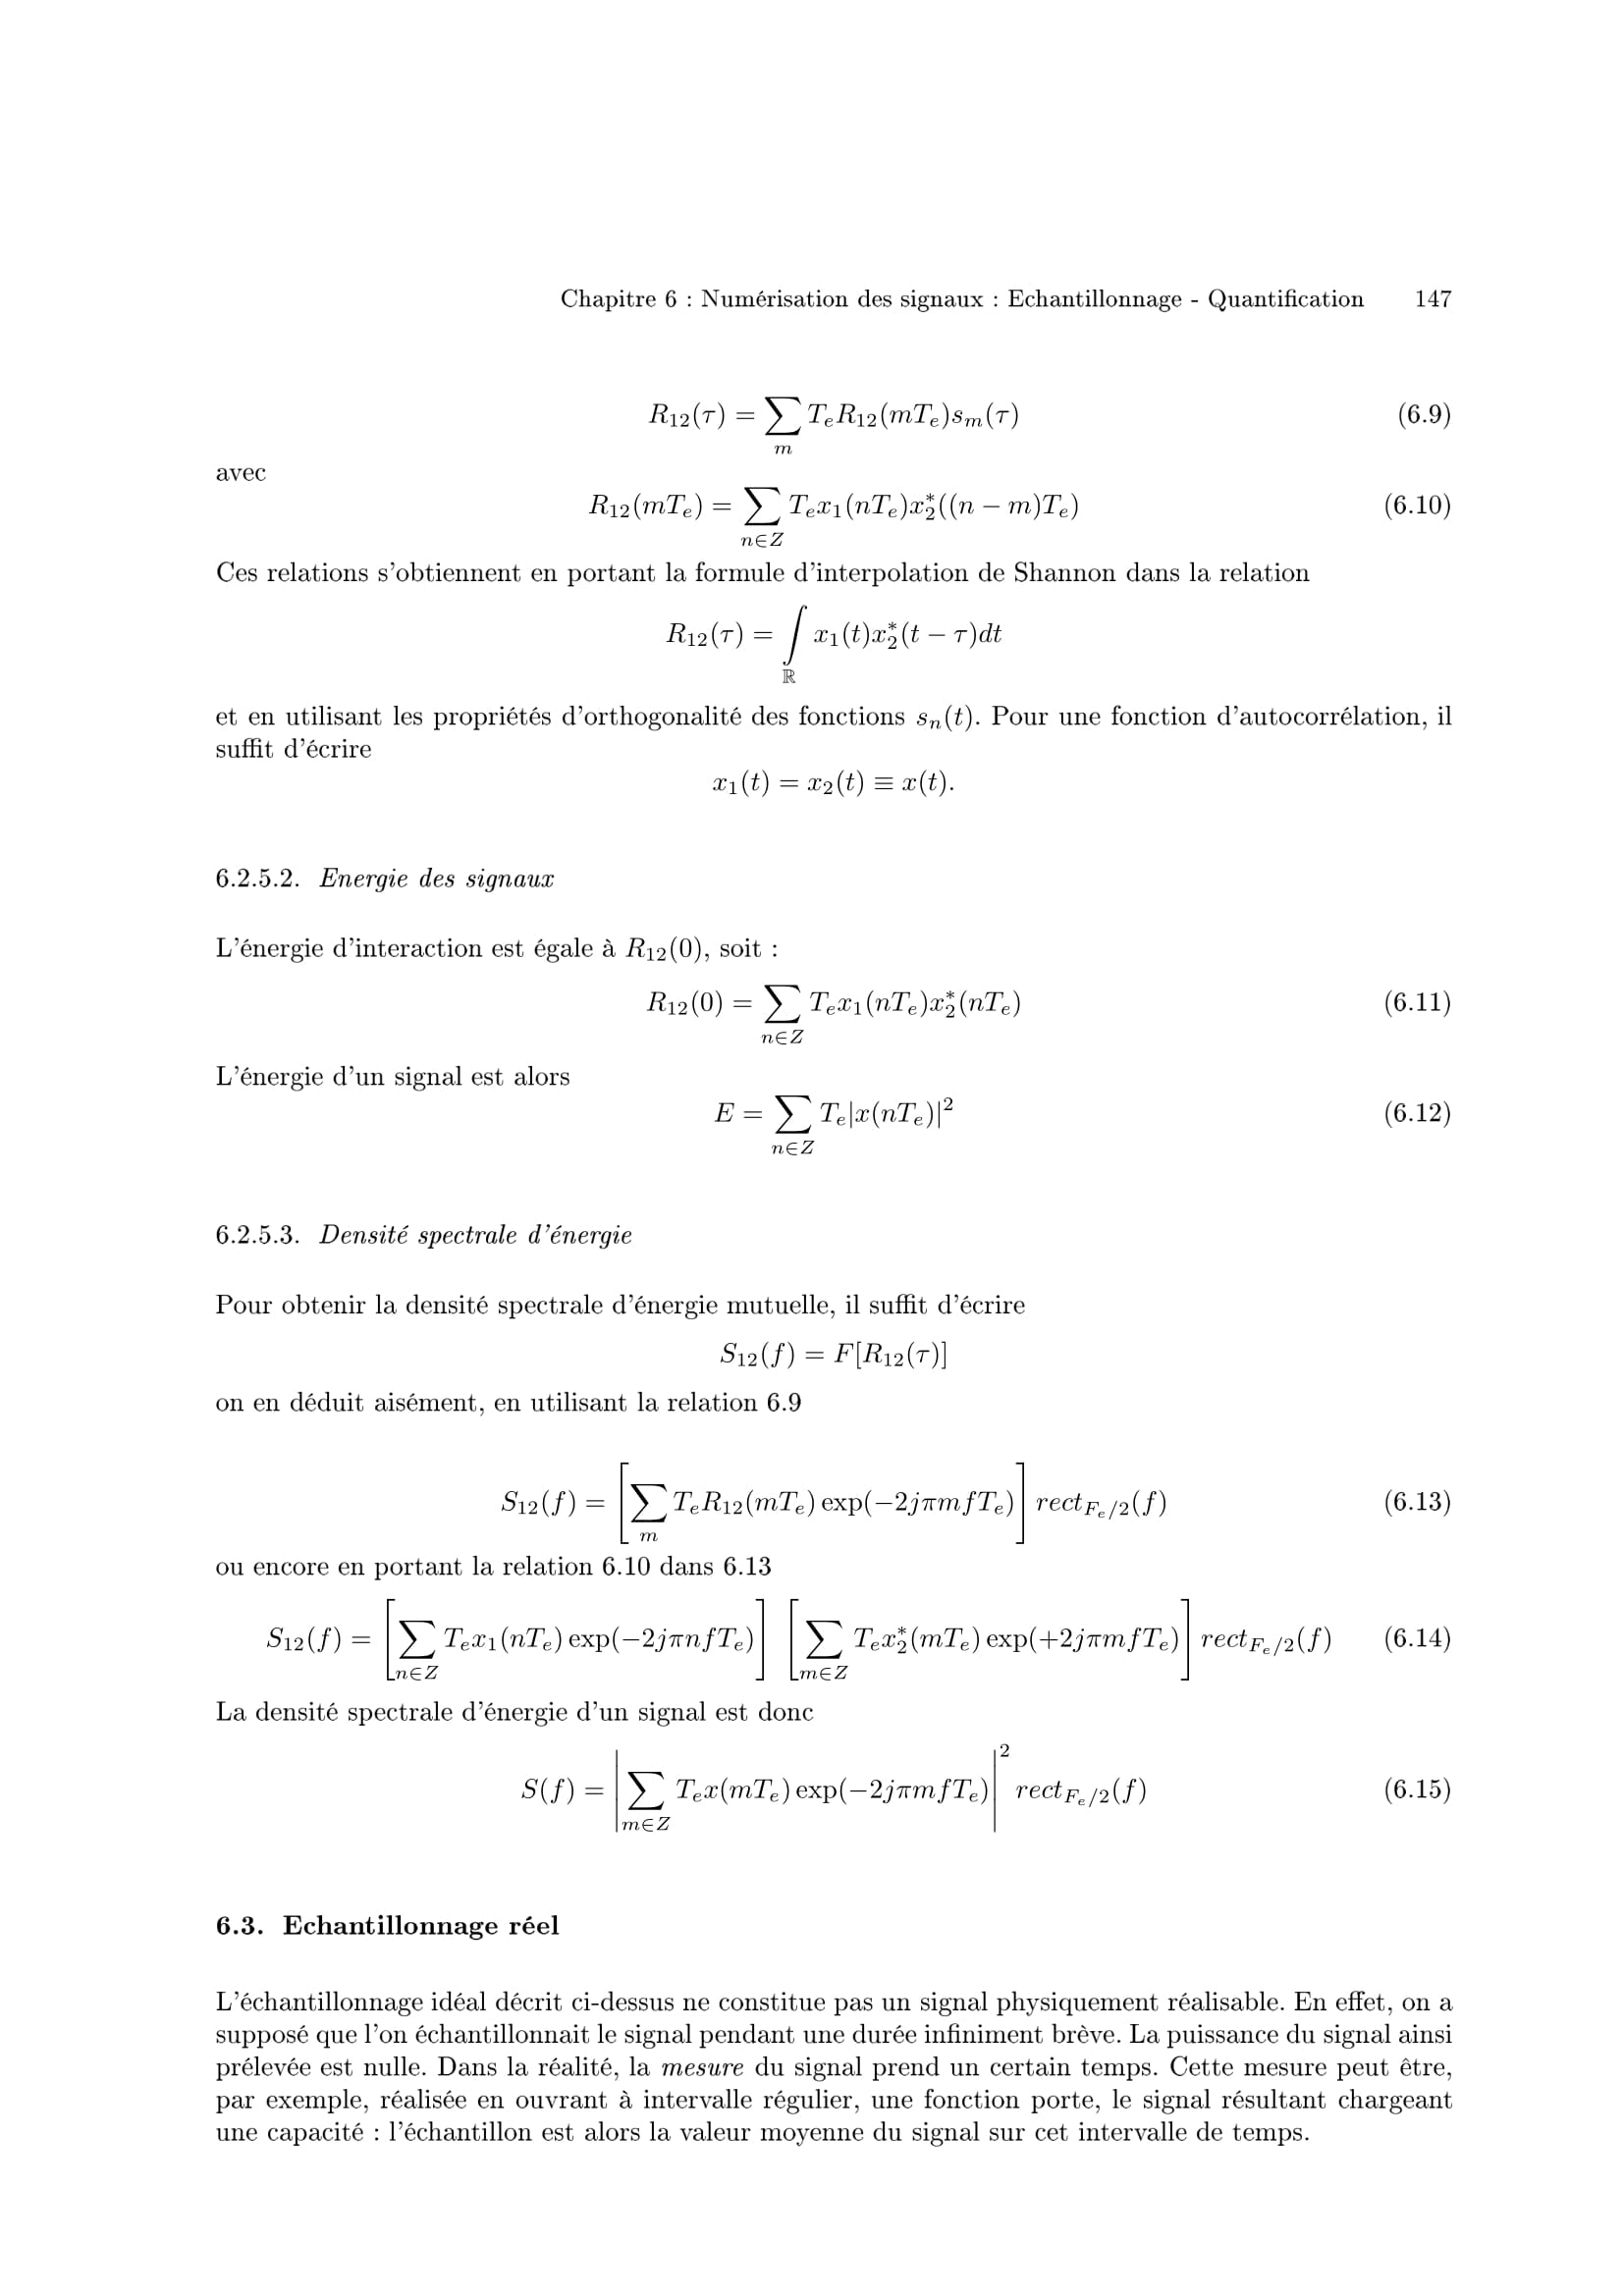 Chapitre 6 : Numérisation des signaux : Echantillonnage - Quantification 147
$R_{12}(\tau) = \sum_{m} T_e R_{12}(mT_e) s_m(\tau)$ (6.9)
avec
$R_{12}(mT_e) = \sum_{n \in Z} T_e x_1(nT_e) x_2^*((n-m)T_e)$ (6.10)
Ces relations s'obtiennent en portant la formule d'interpolation de Shannon dans la relation
$R_{12}(\tau) = \int_{\mathbb{R}} x_1(t) x_2^*(t-\tau) dt$
et en utilisant les propriétés d'orthogonalité des fonctions $s_n(t)$. Pour une fonction d'autocorrélation, il
suffit d'écrire
$x_1(t) = x_2(t) \equiv x(t).$
6.2.5.2. Energie des signaux
L'énergie d'interaction est égale à $R_{12}(0)$, soit :
$R_{12}(0) = \sum_{n \in Z} T_e x_1(nT_e) x_2^*(nT_e)$ (6.11)
L'énergie d'un signal est alors
$E = \sum_{n \in Z} T_e |x(nT_e)|^2$ (6.12)
6.2.5.3. Densité spectrale d'énergie
Pour obtenir la densité spectrale d'énergie mutuelle, il suffit d'écrire
$S_{12}(f) = F[R_{12}(\tau)]$
on en déduit aisément, en utilisant la relation 6.9
$S_{12}(f) = \left[ \sum_{m} T_e R_{12}(mT_e) \exp(-2j\pi m f T_e) \right] rect_{F_e/2}(f)$ (6.13)
ou encore en portant la relation 6.10 dans 6.13
$S_{12}(f) = \left[ \sum_{n \in Z} T_e x_1(nT_e) \exp(-2j\pi n f T_e) \right] \left[ \sum_{m \in Z} T_e x_2^*(mT_e) \exp(+2j\pi m f T_e) \right] rect_{F_e/2}(f)$ (6.14)
La densité spectrale d'énergie d'un signal est donc
$S(f) = \left| \sum_{m \in Z} T_e x(mT_e) \exp(-2j\pi m f T_e) \right|^2 rect_{F_e/2}(f)$ (6.15)
6.3. Echantillonnage réel
L'échantillonnage idéal décrit ci-dessus ne constitue pas un signal physiquement réalisable. En effet, on a
supposé que l'on échantillonnait le signal pendant une durée infiniment brève. La puissance du signal ainsi
prélevée est nulle. Dans la réalité, la mesure du signal prend un certain temps. Cette mesure peut être,
par exemple, réalisée en ouvrant à intervalle régulier, une fonction porte, le signal résultant chargeant
une capacité : l'échantillon est alors la valeur moyenne du signal sur cet intervalle de temps.